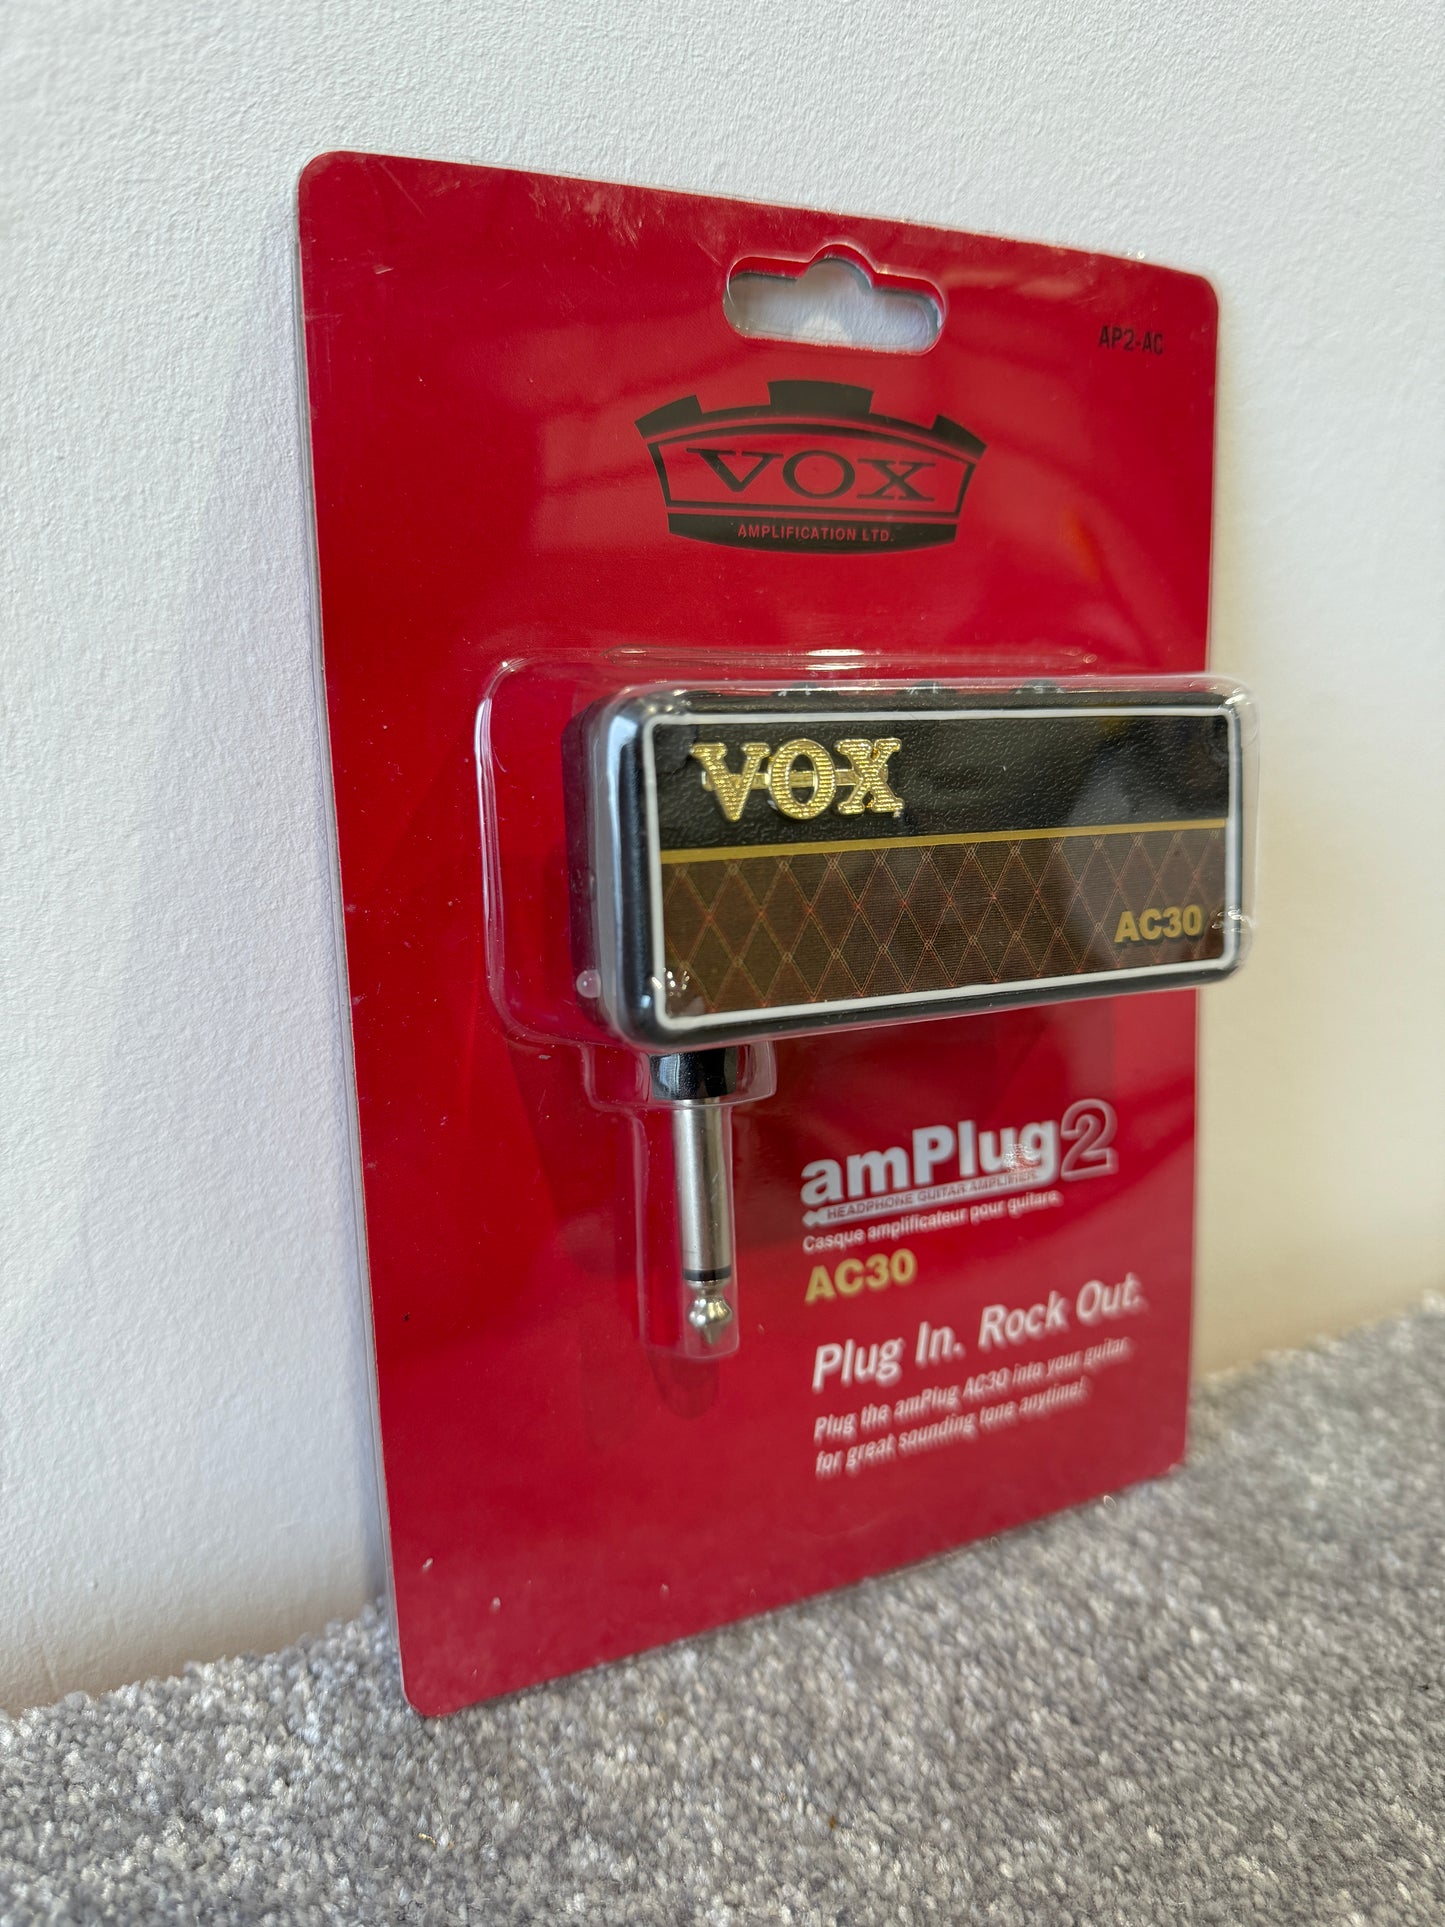 AP2-AC
VOX
AMPLIFICATION LTD.
VOX
AC30
amPlug2
HEADPHONE GUITAR AMPLIFIER
Casque amplificateur pour guitare
AC30
Plug In. Rock Out.
Plug the amPlug AC30 into your guitar
for great sounding tone anytime!